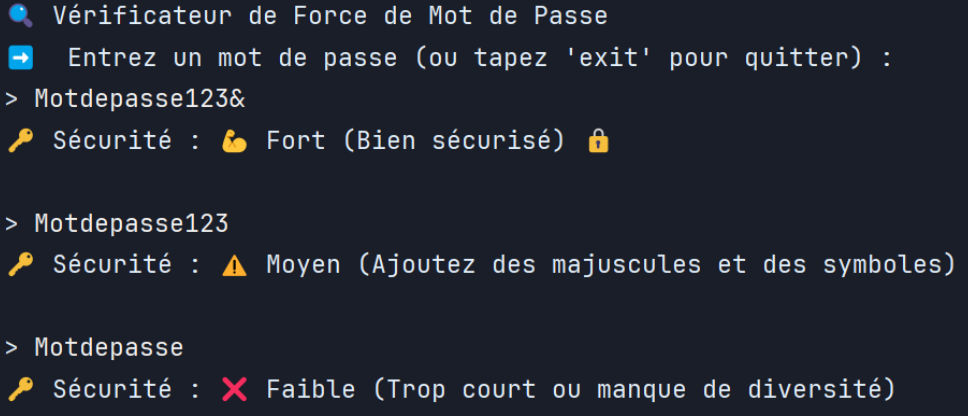 🔍 Vérificateur de Force de Mot de Passe
➡️ Entrez un mot de passe (ou tapez 'exit' pour quitter) :
> Motdepasse123&
🔑 Sécurité : 💪 Fort (Bien sécurisé) 🔒
> Motdepasse123
🔑 Sécurité : ⚠️ Moyen (Ajoutez des majuscules et des symboles)
> Motdepasse
🔑 Sécurité : ❌ Faible (Trop court ou manque de diversité)